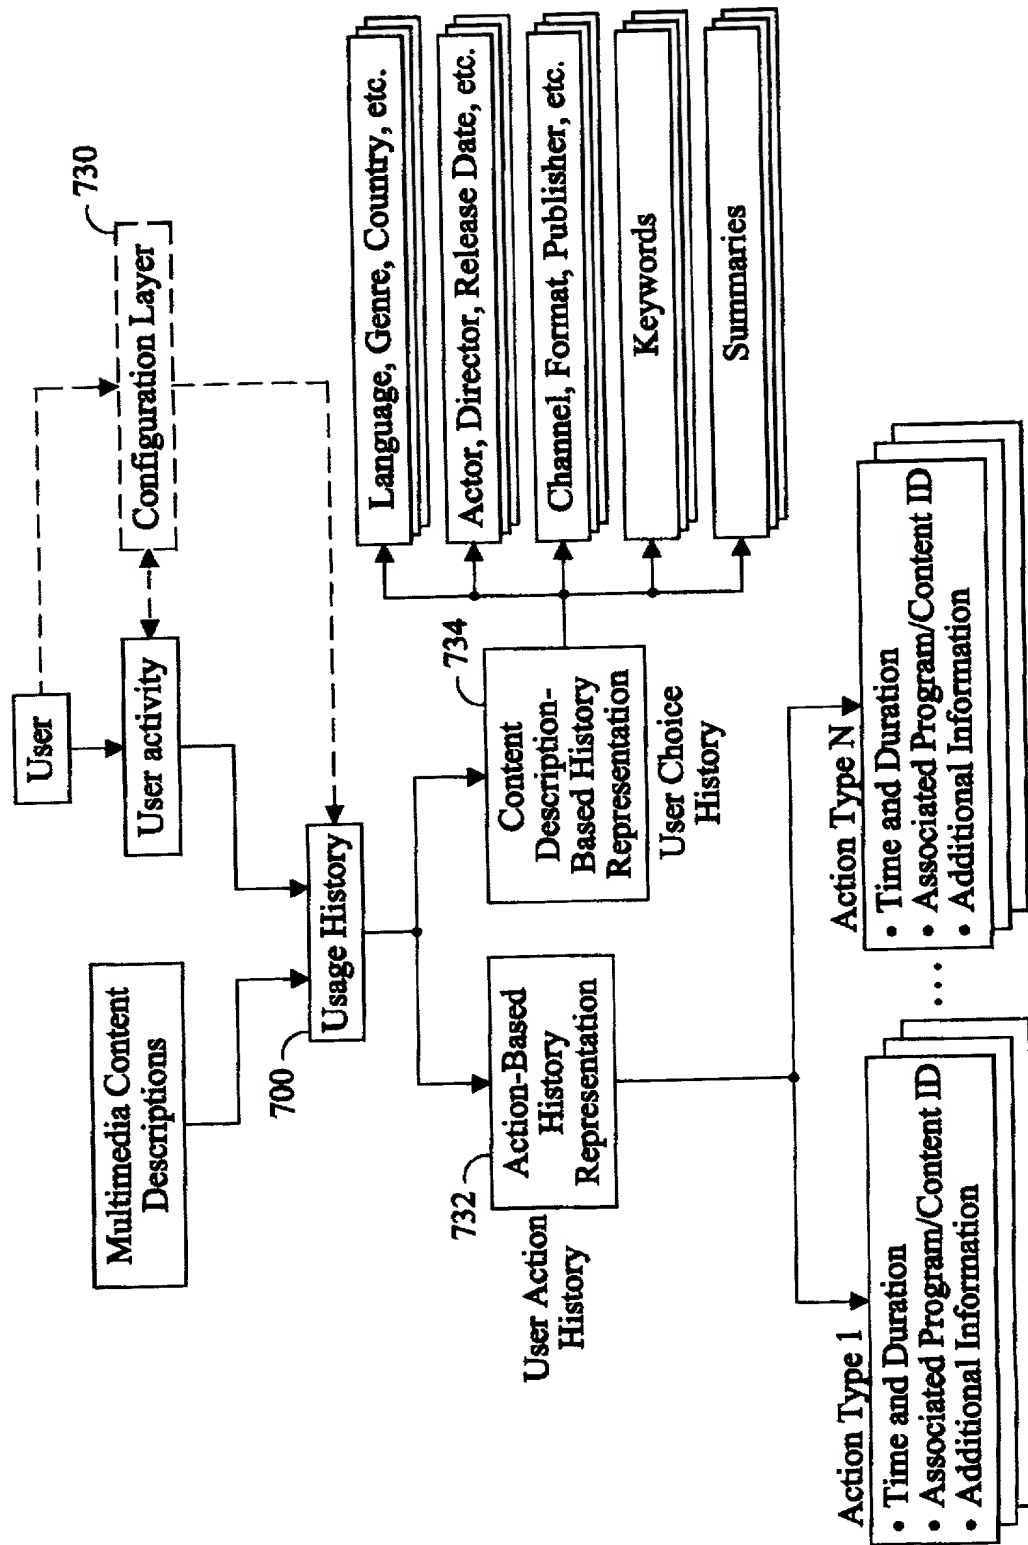 User
730
User activity
Configuration Layer
Multimedia Content
Descriptions
700
Usage History
Language, Genre, Country, etc.
Actor, Director, Release Date, etc.
Channel, Format, Publisher, etc.
Keywords
Summaries
732
Action-Based
History
Representation
User Action
History
734
Content
Description-
Based History
Representation
User Choice
History
Action Type 1
• Time and Duration
• Associated Program/Content ID
• Additional Information
• • •
Action Type N
• Time and Duration
• Associated Program/Content ID
• Additional Information